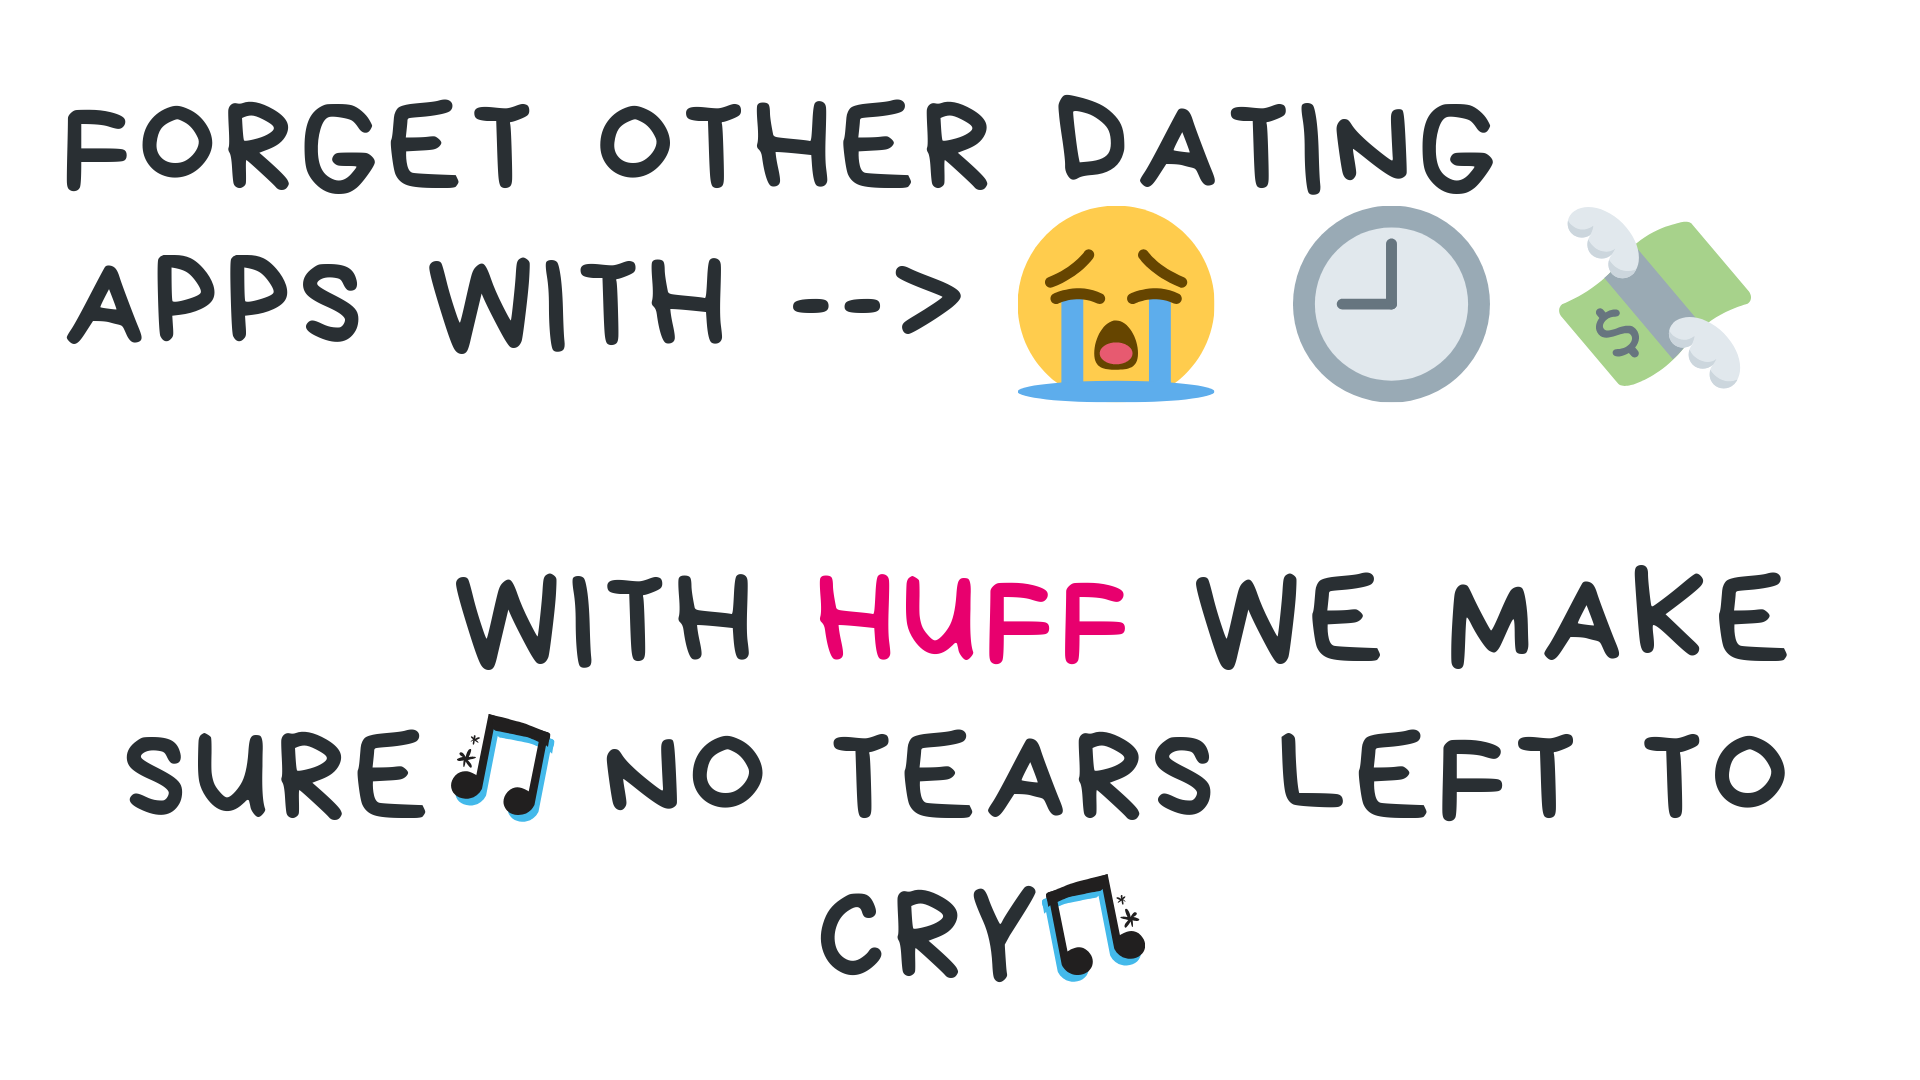 FORGET OTHER DATING
APPS WITH --> 😭 🕘 💸
WITH HUFF WE MAKE
SURE🎵 NO TEARS LEFT TO
CRY🎵